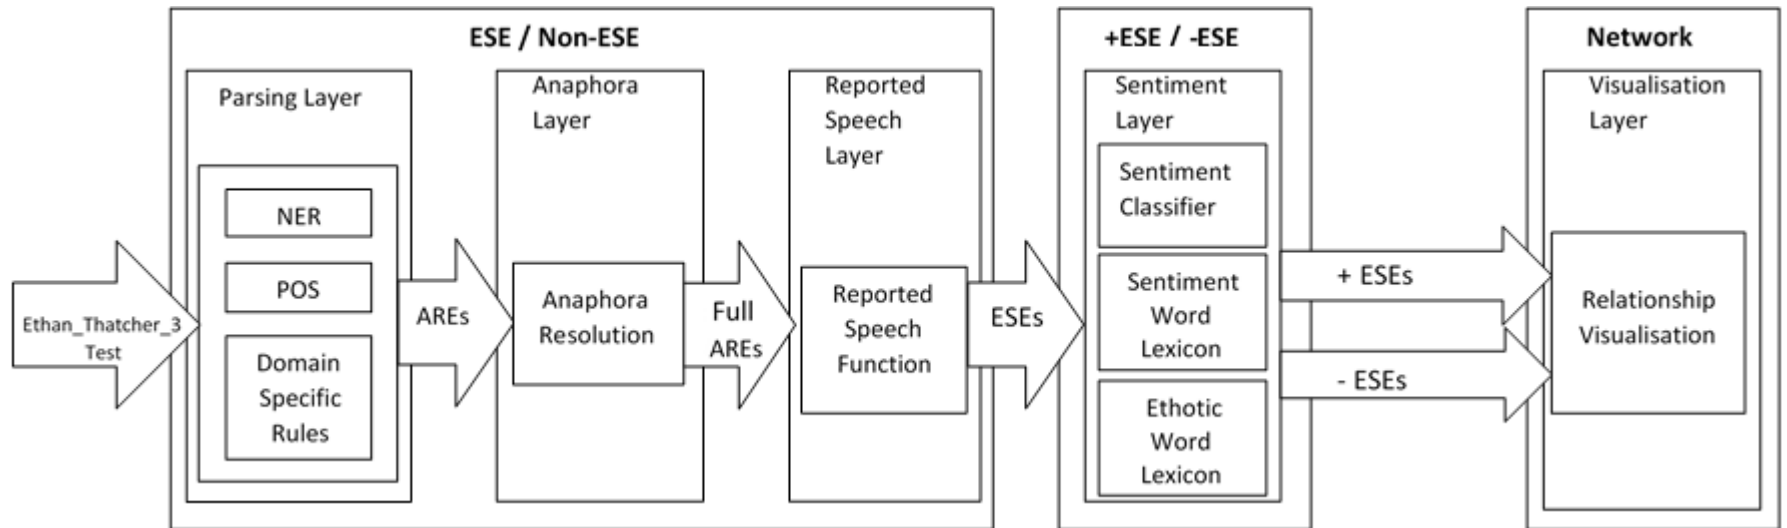 ESE / Non-ESE
+ESE / -ESE
Network
Parsing Layer
Anaphora
Layer
Reported
Speech
Layer
Sentiment
Layer
Visualisation
Layer
Ethan_Thatcher_3
Test
NER
POS
Domain
Specific
Rules
AREs
Anaphora
Resolution
Full
AREs
Reported
Speech
Function
ESEs
Sentiment
Classifier
Sentiment
Word
Lexicon
Ethotic
Word
Lexicon
+ ESEs
- ESEs
Relationship
Visualisation